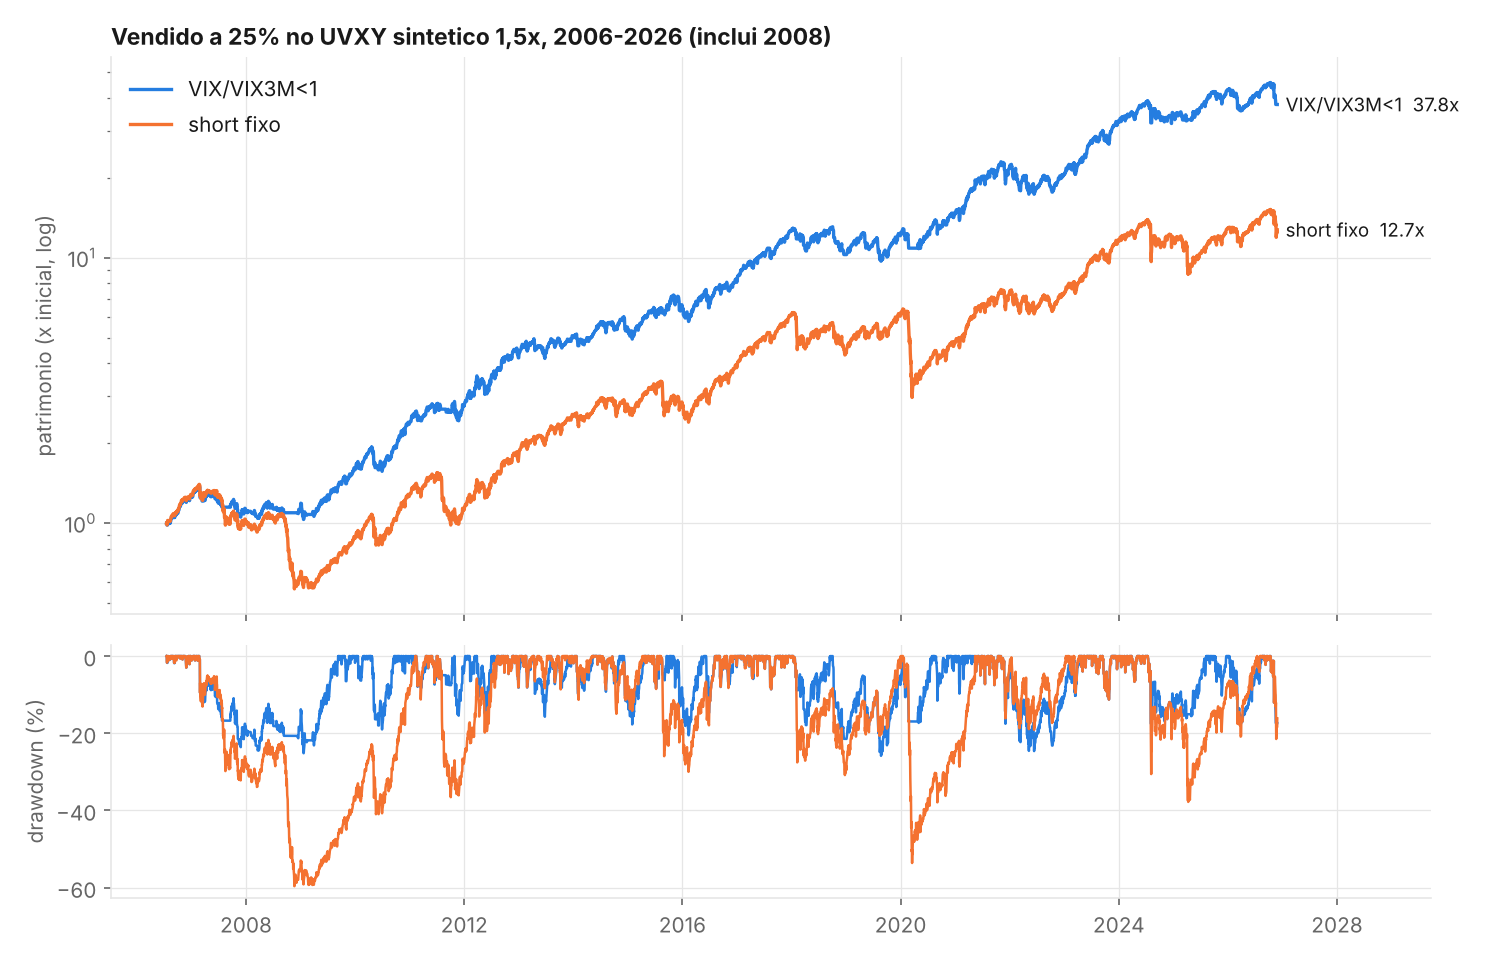 Vendido a 25% no UVXY sintetico 1,5x, 2006-2026 (inclui 2008)
VIX/VIX3M<1
short fixo
patrimonio (x inicial, log)
10¹
10⁰
VIX/VIX3M<1 37.8x
short fixo 12.7x
drawdown (%)
0
−20
−40
−60
2008
2012
2016
2020
2024
2028